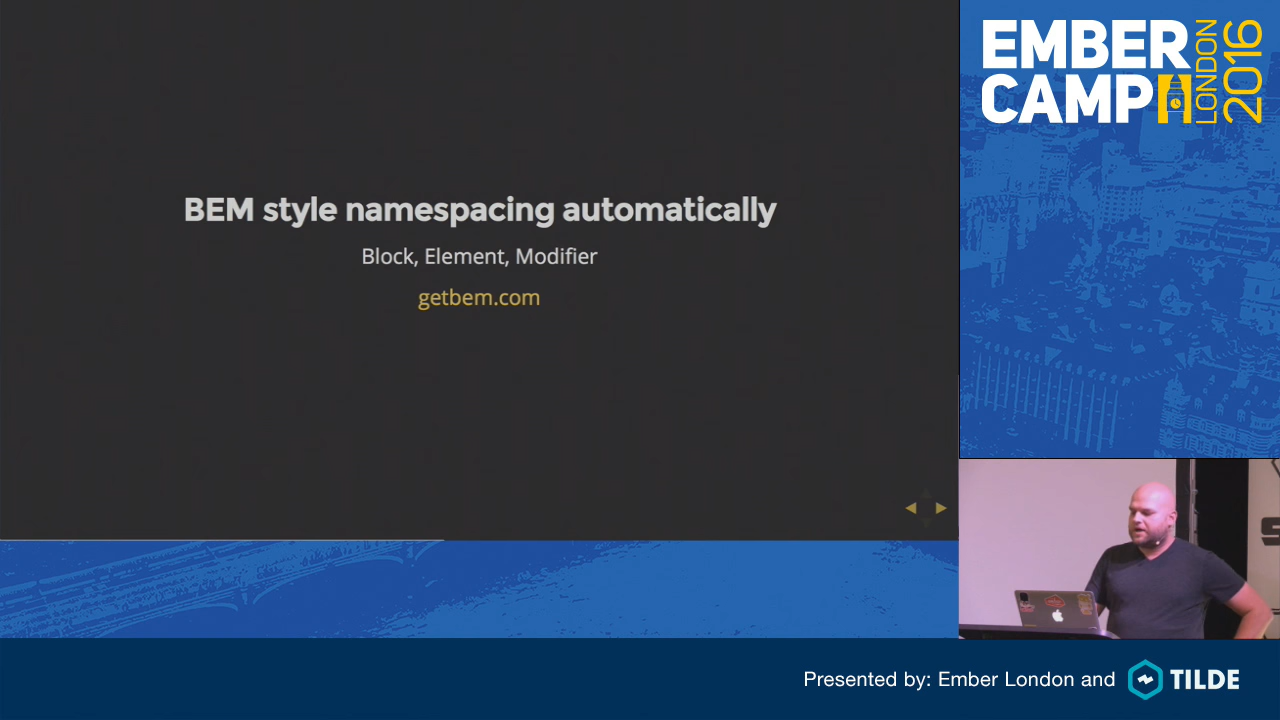 BEM style namespacing automatically
Block, Element, Modifier
getbem.com
EMBER
CAMP
LONDON
2016
Presented by: Ember London and
TILDE